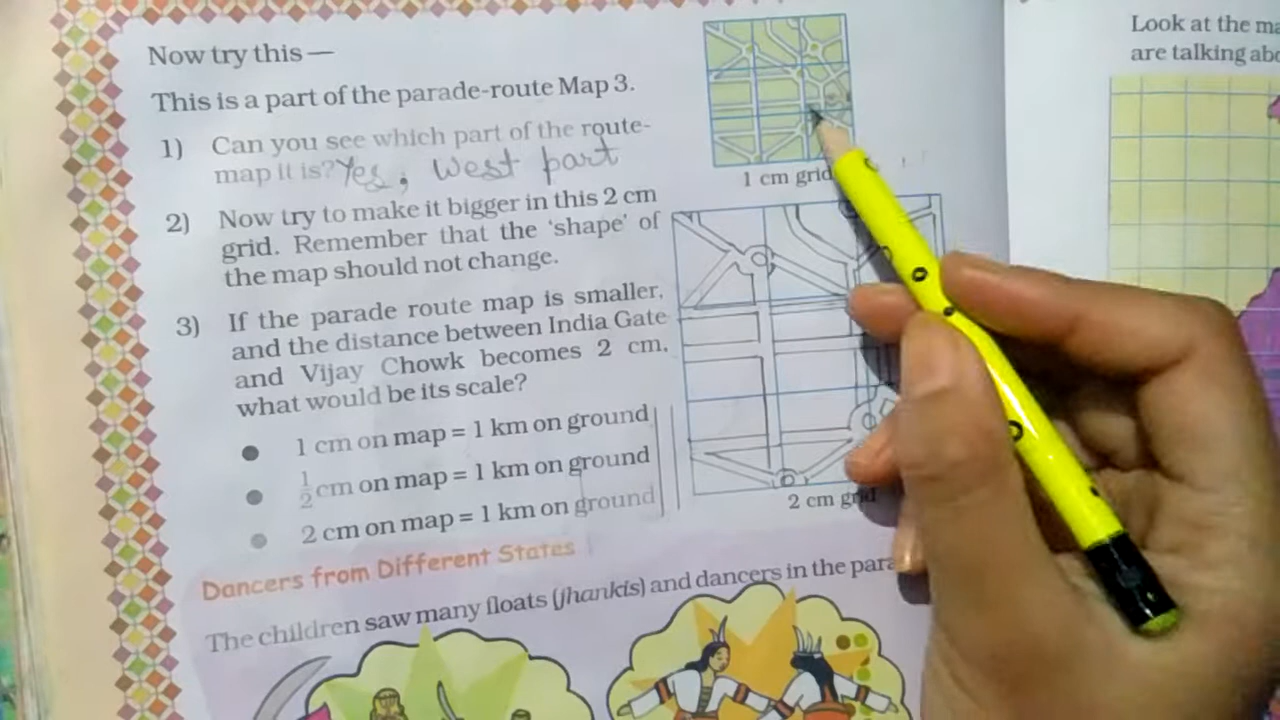 Now try this —
This is a part of the parade-route Map 3.
1) Can you see which part of the route-
map it is? Yes, West part
2) Now try to make it bigger in this 2 cm
grid. Remember that the 'shape' of
the map should not change.
3) If the parade route map is smaller,
and the distance between India Gate
and Vijay Chowk becomes 2 cm,
what would be its scale?
● 1 cm on map = 1 km on ground
● 1/2 cm on map = 1 km on ground
● 2 cm on map = 1 km on ground
1 cm grid
2 cm grid
Dancers from Different States
The children saw many floats (jhankis) and dancers in the para
Look at the ma
are talking abo